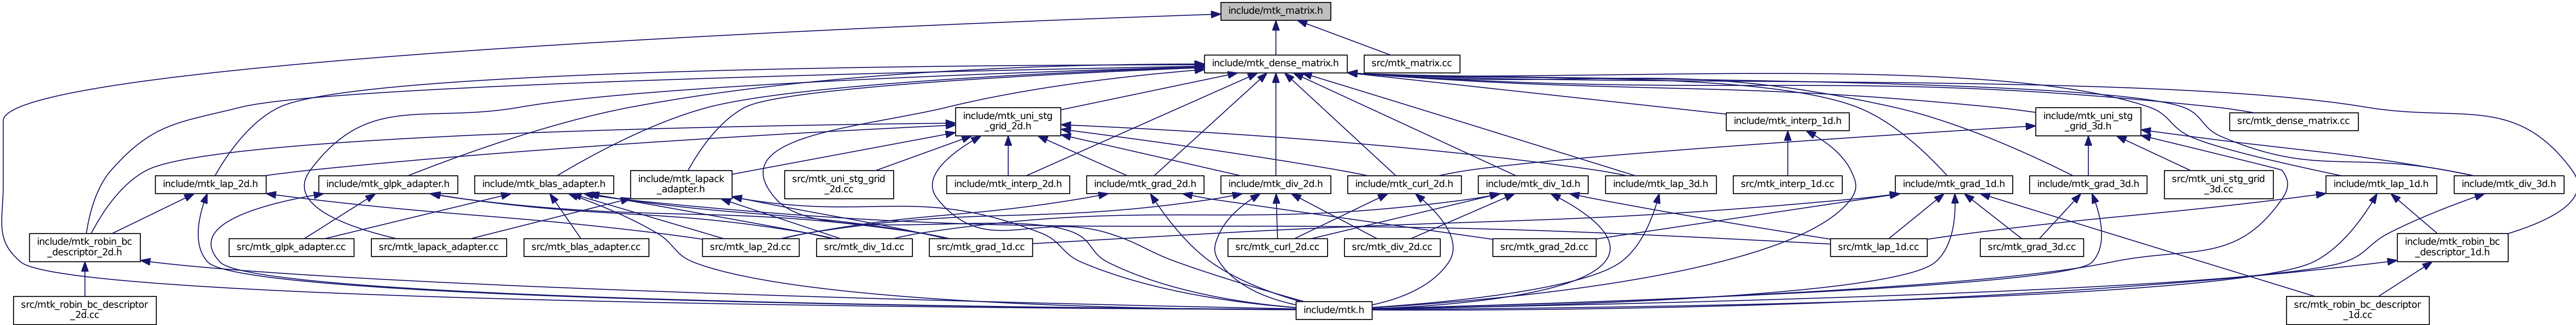 include/mtk_matrix.h
include/mtk_dense_matrix.h
src/mtk_matrix.cc
include/mtk_uni_stg
_grid_2d.h
include/mtk_interp_1d.h
include/mtk_uni_stg
_grid_3d.h
src/mtk_dense_matrix.cc
include/mtk_lap_2d.h
include/mtk_glpk_adapter.h
include/mtk_blas_adapter.h
include/mtk_lapack
_adapter.h
src/mtk_uni_stg_grid
_2d.cc
include/mtk_interp_2d.h
include/mtk_grad_2d.h
include/mtk_div_2d.h
include/mtk_curl_2d.h
include/mtk_div_1d.h
include/mtk_lap_3d.h
src/mtk_interp_1d.cc
include/mtk_grad_1d.h
include/mtk_grad_3d.h
src/mtk_uni_stg_grid
_3d.cc
include/mtk_lap_1d.h
include/mtk_div_3d.h
include/mtk_robin_bc
_descriptor_2d.h
src/mtk_glpk_adapter.cc
src/mtk_lapack_adapter.cc
src/mtk_blas_adapter.cc
src/mtk_lap_2d.cc
src/mtk_div_1d.cc
src/mtk_grad_1d.cc
src/mtk_curl_2d.cc
src/mtk_div_2d.cc
src/mtk_grad_2d.cc
src/mtk_lap_1d.cc
src/mtk_grad_3d.cc
include/mtk_robin_bc
_descriptor_1d.h
src/mtk_robin_bc_descriptor
_2d.cc
include/mtk.h
src/mtk_robin_bc_descriptor
_1d.cc